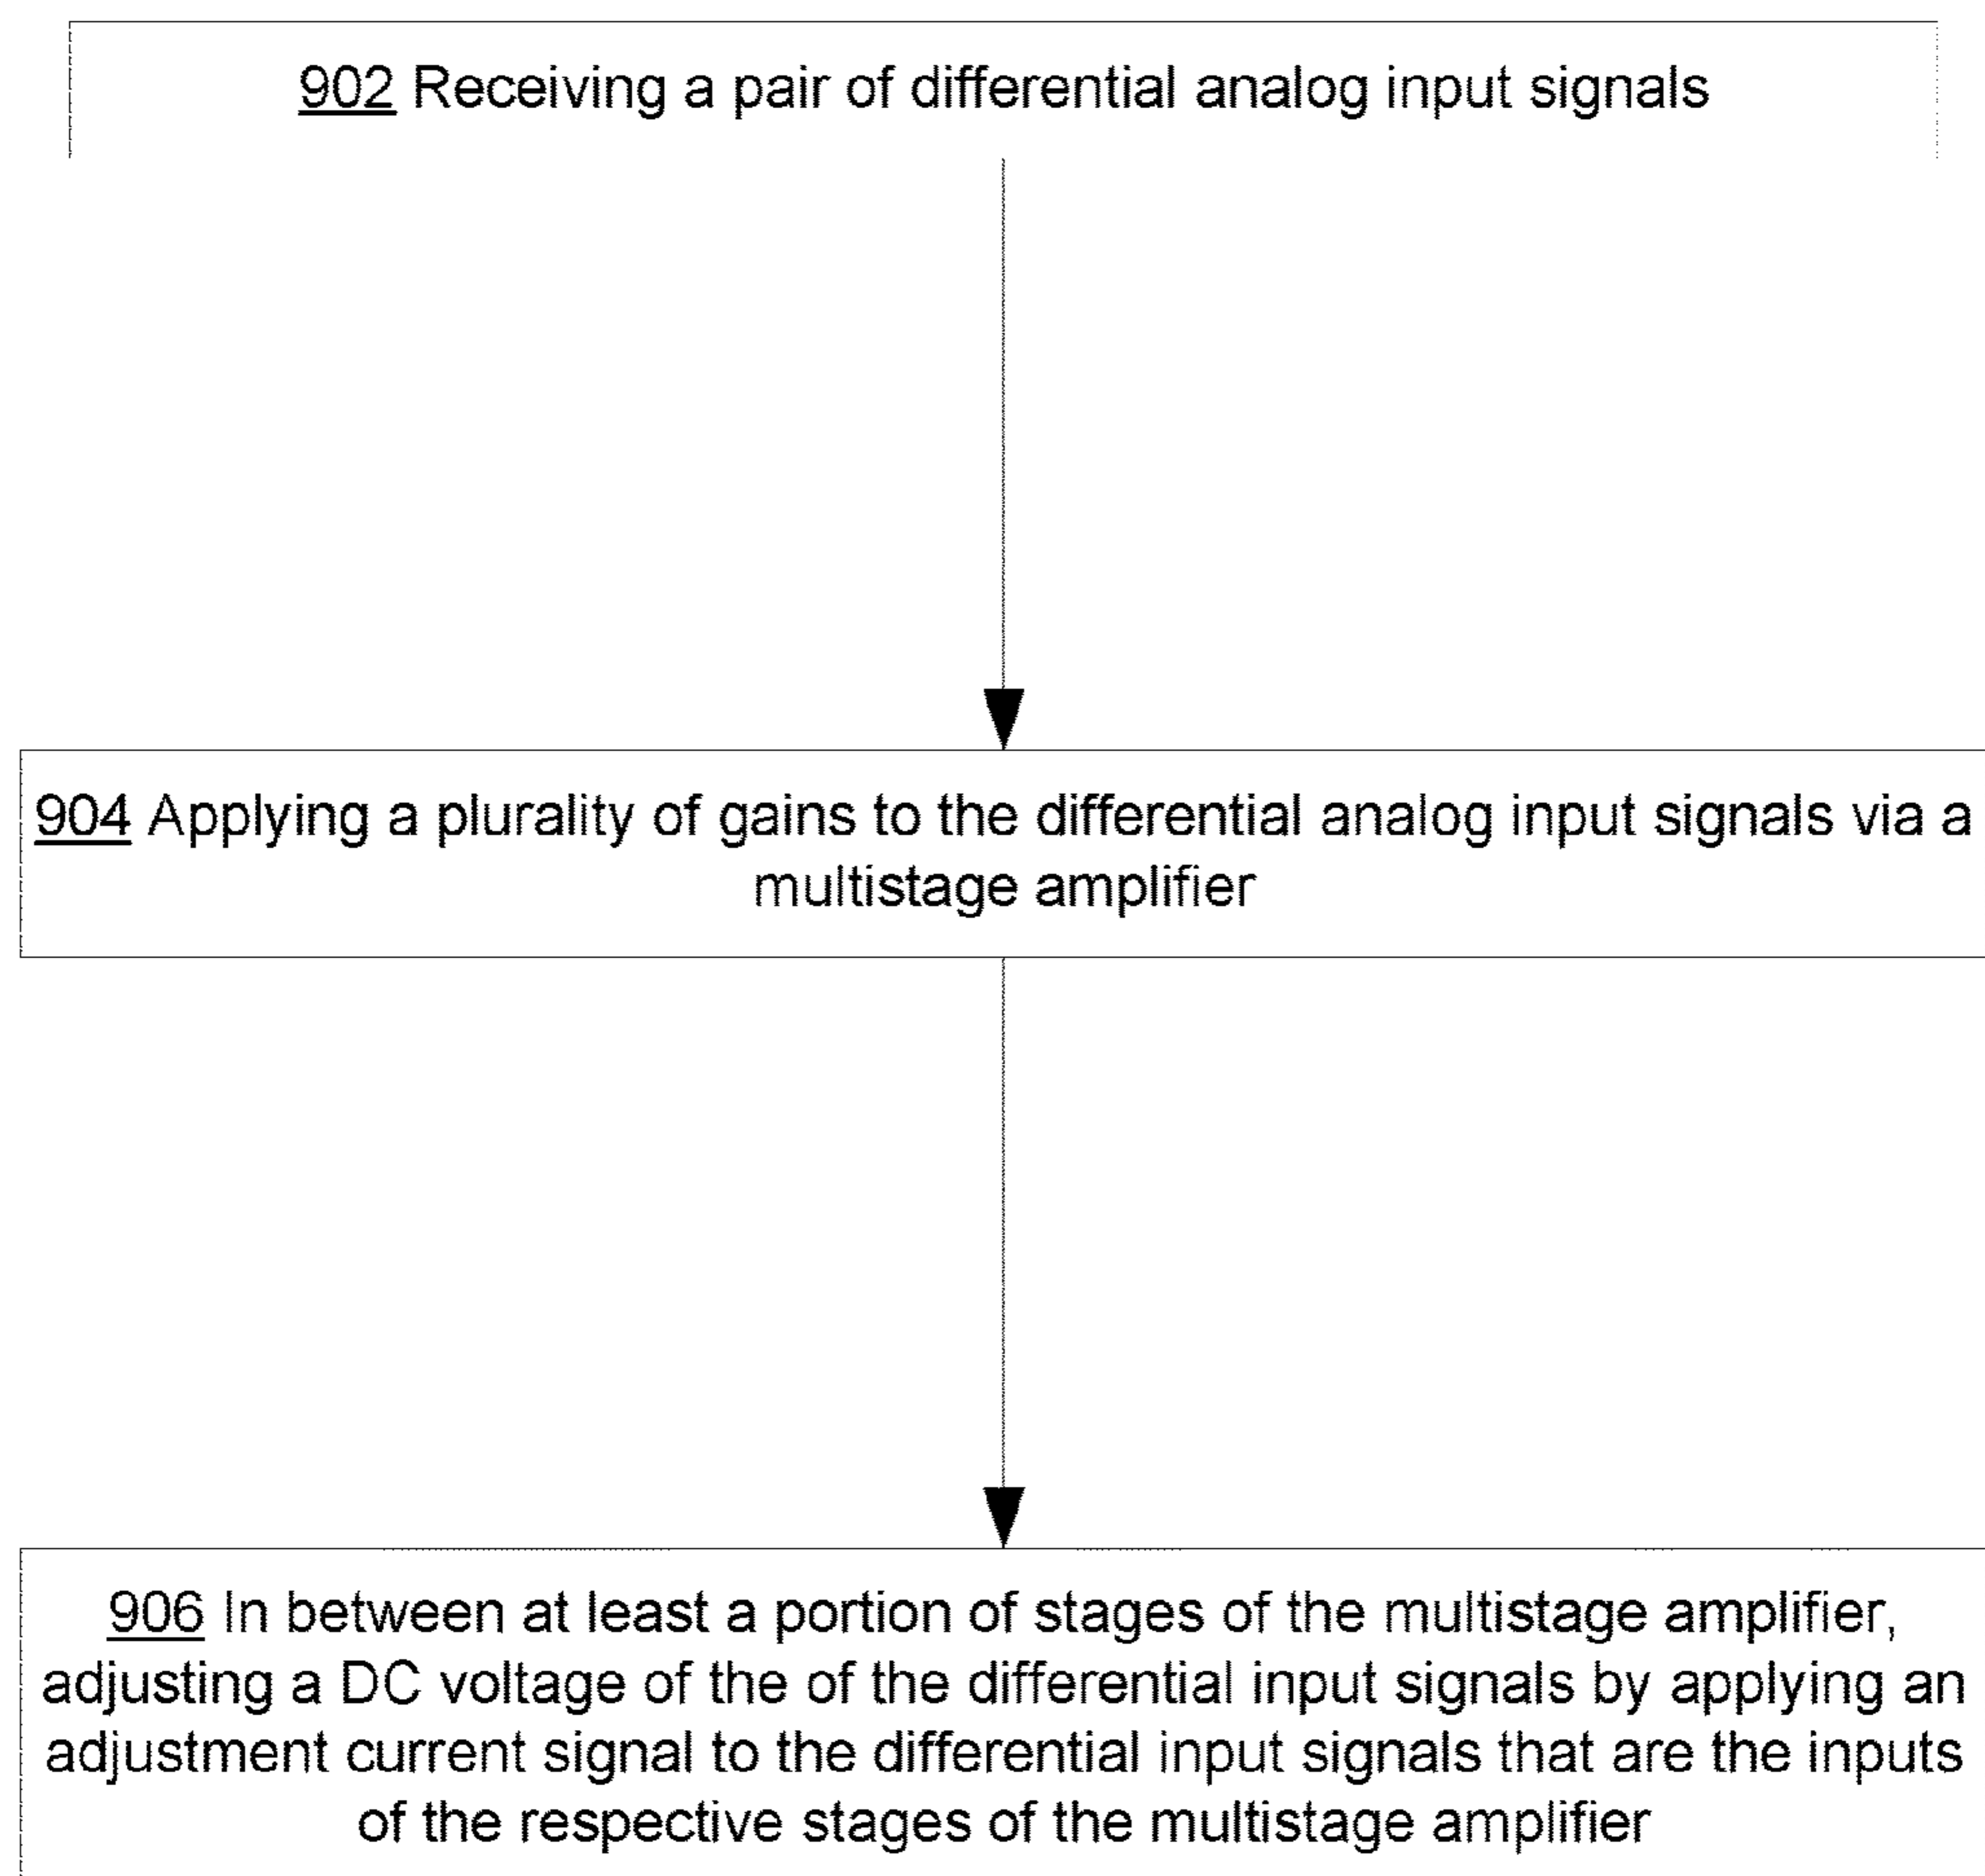 902 Receiving a pair of differential analog input signals
904 Applying a plurality of gains to the differential analog input signals via a
multistage amplifier
906 In between at least a portion of stages of the multistage amplifier,
adjusting a DC voltage of the of the differential input signals by applying an
adjustment current signal to the differential input signals that are the inputs
of the respective stages of the multistage amplifier